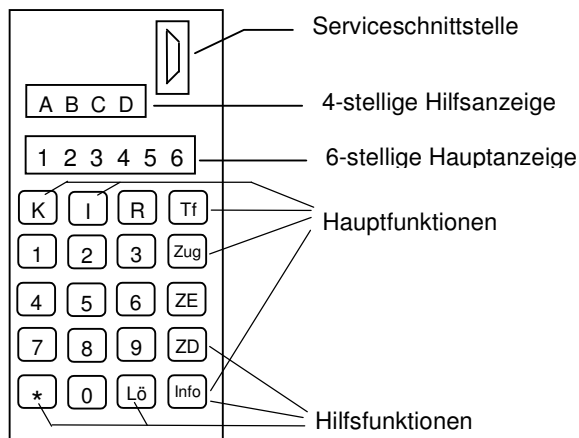 Serviceschnittstelle
A B C D
4-stellige Hilfsanzeige
1 2 3 4 5 6
6-stellige Hauptanzeige
K I R Tf
Hauptfunktionen
1 2 3 Zug
4 5 6 ZE
7 8 9 ZD
* 0 Lö Info
Hilfsfunktionen